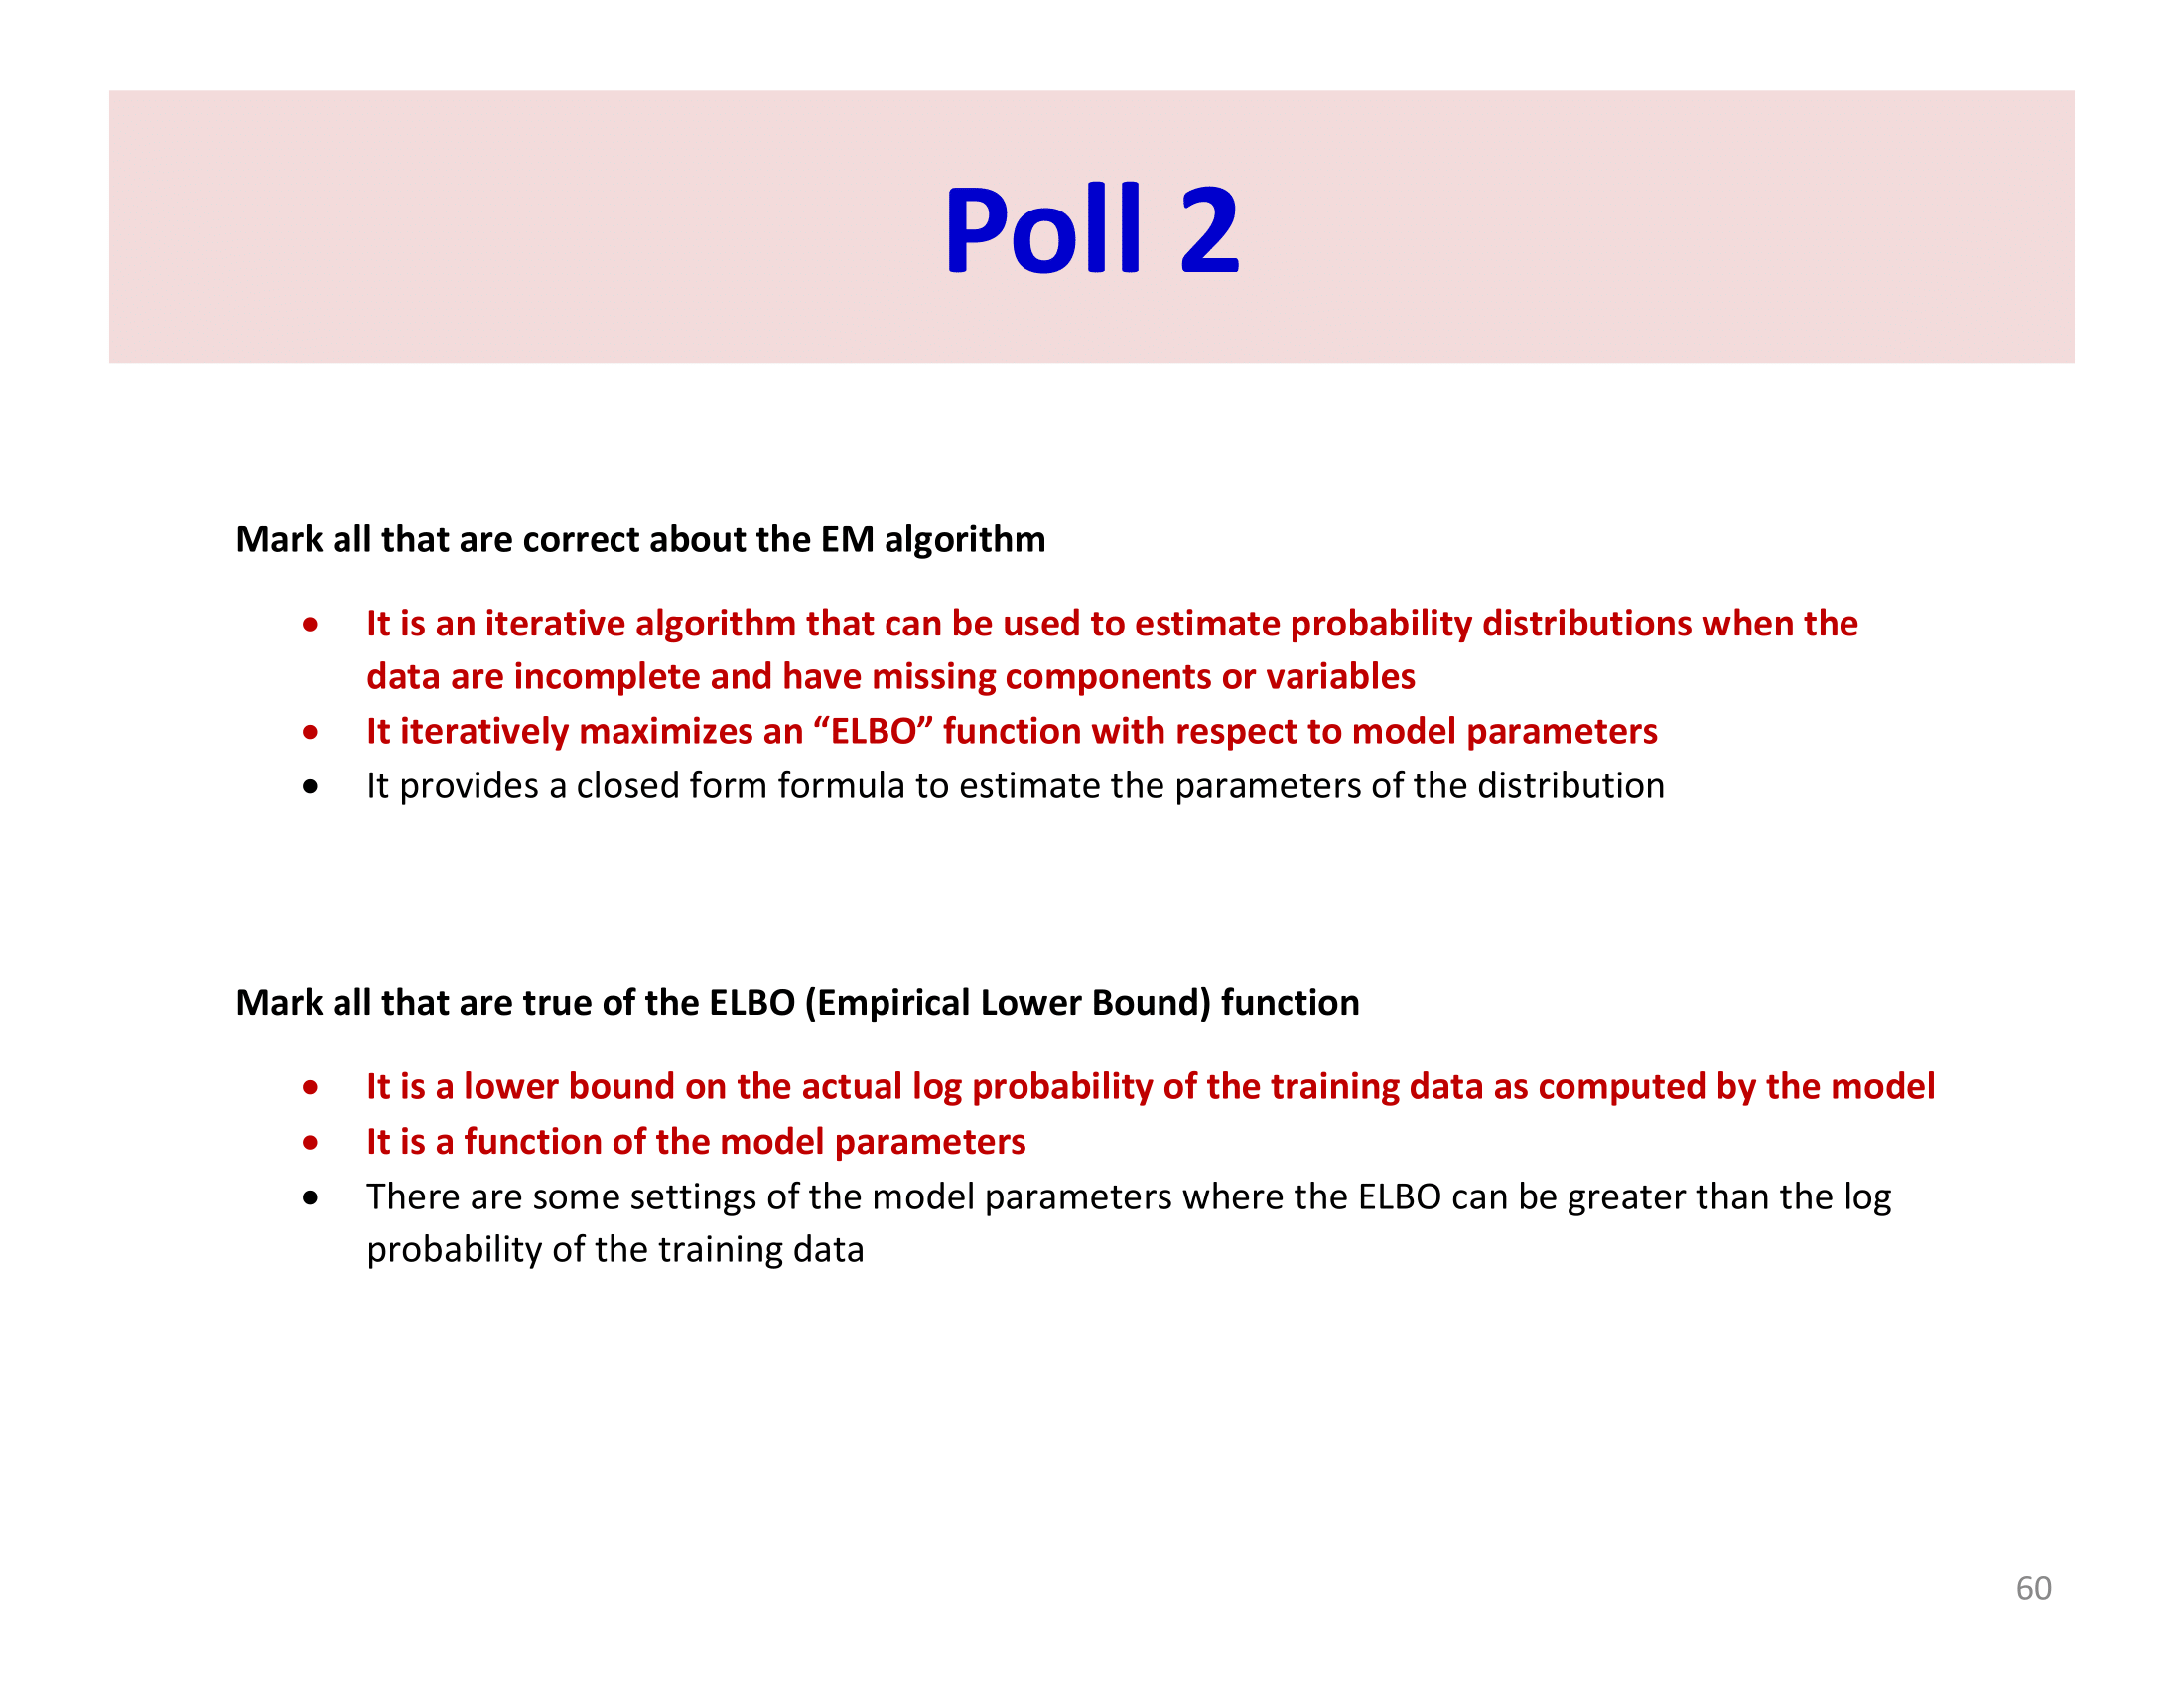 Poll 2
Mark all that are correct about the EM algorithm
• It is an iterative algorithm that can be used to estimate probability distributions when the
data are incomplete and have missing components or variables
• It iteratively maximizes an “ELBO” function with respect to model parameters
• It provides a closed form formula to estimate the parameters of the distribution
Mark all that are true of the ELBO (Empirical Lower Bound) function
• It is a lower bound on the actual log probability of the training data as computed by the model
• It is a function of the model parameters
• There are some settings of the model parameters where the ELBO can be greater than the log
probability of the training data
60